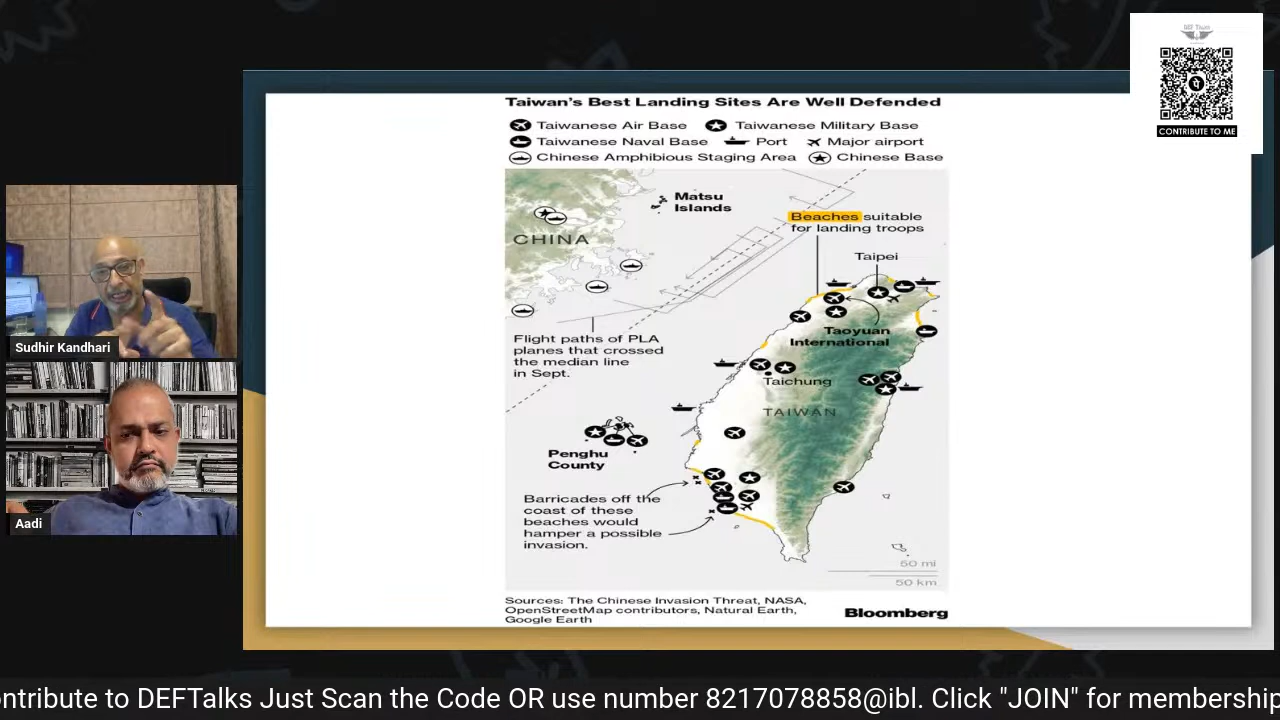 DEF Talks
CONTRIBUTE TO ME
Taiwan's Best Landing Sites Are Well Defended
Taiwanese Air Base
Taiwanese Military Base
Taiwanese Naval Base
Port
Major airport
Chinese Amphibious Staging Area
Chinese Base
Matsu
Islands
Beaches suitable
for landing troops
CHINA
Taipei
Taoyuan
International
Flight paths of PLA
planes that crossed
the median line
in Sept.
Taichung
TAIWAN
Penghu
County
Barricades off the
coast of these
beaches would
hamper a possible
invasion.
50 mi
50 km
Sources: The Chinese Invasion Threat, NASA,
OpenStreetMap contributors, Natural Earth,
Google Earth
Bloomberg
Sudhir Kandhari
Aadi
ontribute to DEFTalks Just Scan the Code OR use number 8217078858@ibl. Click "JOIN" for membership